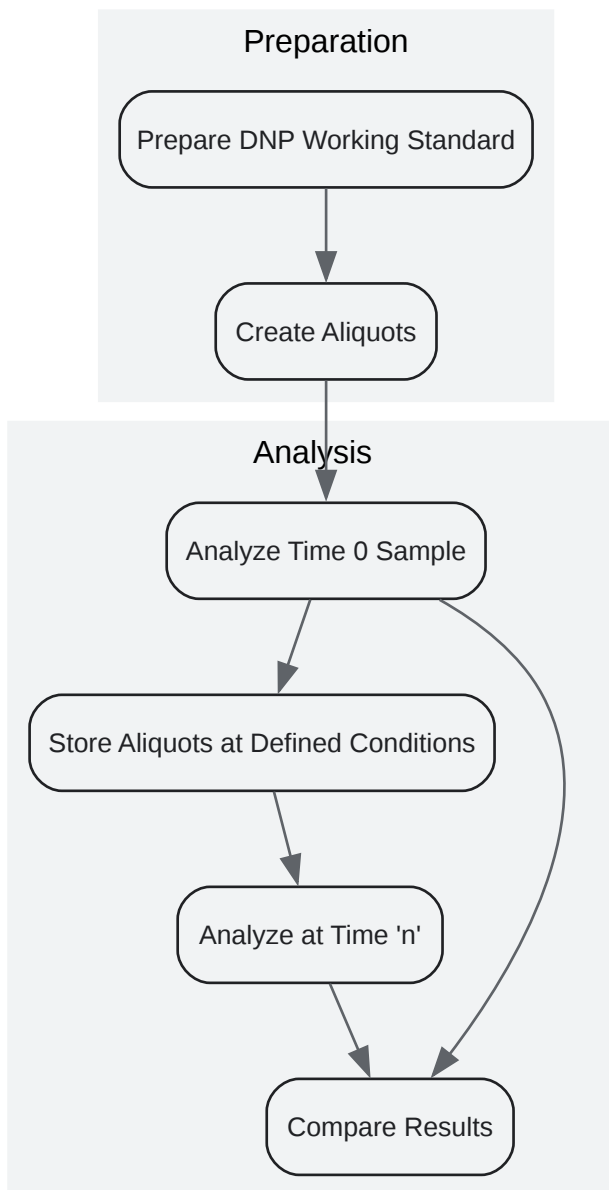 Preparation
Prepare DNP Working Standard
Create Aliquots
Analysis
Analyze Time 0 Sample
Store Aliquots at Defined Conditions
Analyze at Time 'n'
Compare Results